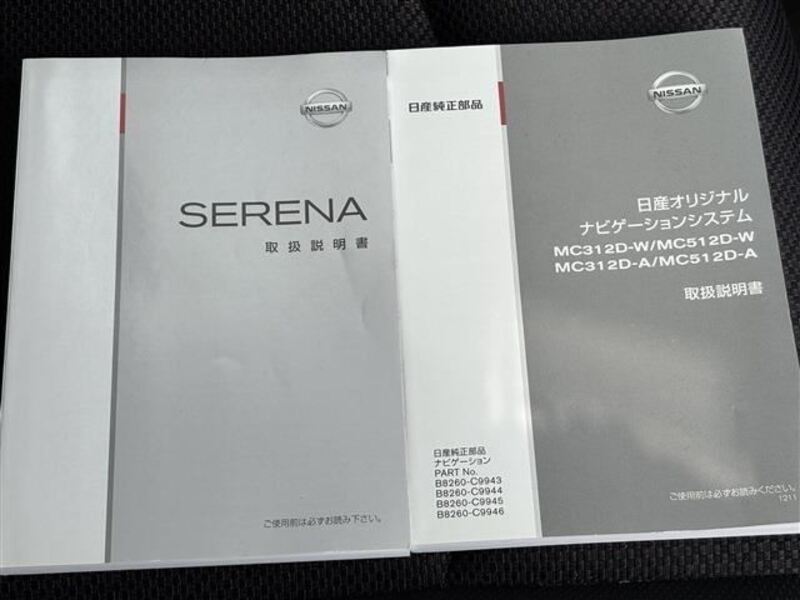 NISSAN
SERENA
取扱説明書
ご使用前は必ずお読み下さい。
日産純正部品
NISSAN
日産オリジナル
ナビゲーションシステム
MC312D-W/MC512D-W
MC312D-A/MC512D-A
取扱説明書
日産純正部品
ナビゲーション
PART No.
B8260-C9943
B8260-C9944
B8260-C9945
B8260-C9946
ご使用前は必ずお読みください。
1211